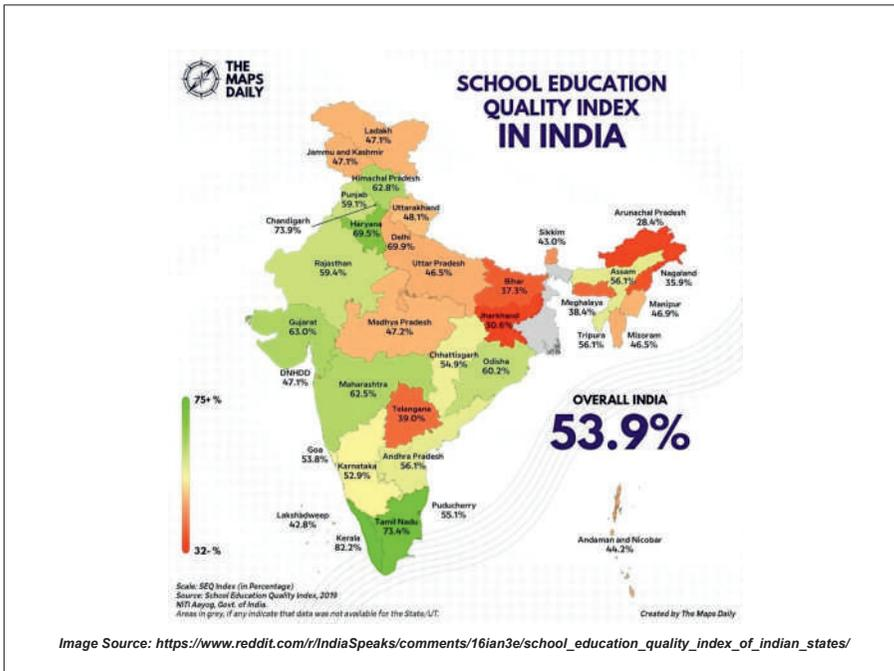 THE
MAPS
DAILY
SCHOOL EDUCATION
QUALITY INDEX
IN INDIA
Ladakh
47.1%
Jammu and Kashmir
47.1%
Himachal Pradesh
62.8%
Punjab
59.1%
Uttarakhand
48.1%
Chandigarh
73.9%
Haryana
69.5%
Delhi
69.9%
Arunachal Pradesh
28.4%
Sikkim
43.0%
Rajasthan
59.4%
Uttar Pradesh
46.5%
Bihar
37.3%
Assam
56.1%
Nagaland
35.9%
Meghalaya
38.4%
Manipur
46.9%
Jharkhand
30.6%
Gujarat
63.0%
Madhya Pradesh
47.2%
Tripura
56.1%
Mizoram
46.5%
Chhattisgarh
54.9%
Odisha
60.2%
DNHDD
47.1%
Maharashtra
62.5%
75+ %
OVERALL INDIA
53.9%
Telangana
39.0%
Goa
53.8%
Andhra Pradesh
56.1%
Karnataka
52.9%
Puducherry
55.1%
Lakshadweep
42.8%
Tamil Nadu
73.4%
Kerala
82.2%
Andaman and Nicobar
44.2%
32- %
Scale: SEQ Index (in Percentage)
Source: School Education Quality Index, 2019
NITI Aayog, Govt. of India.
Areas in grey, if any indicate that data was not available for the State/UT.
Created by The Maps Daily
Image Source: https://www.reddit.com/r/IndiaSpeaks/comments/16ian3e/school_education_quality_index_of_indian_states/